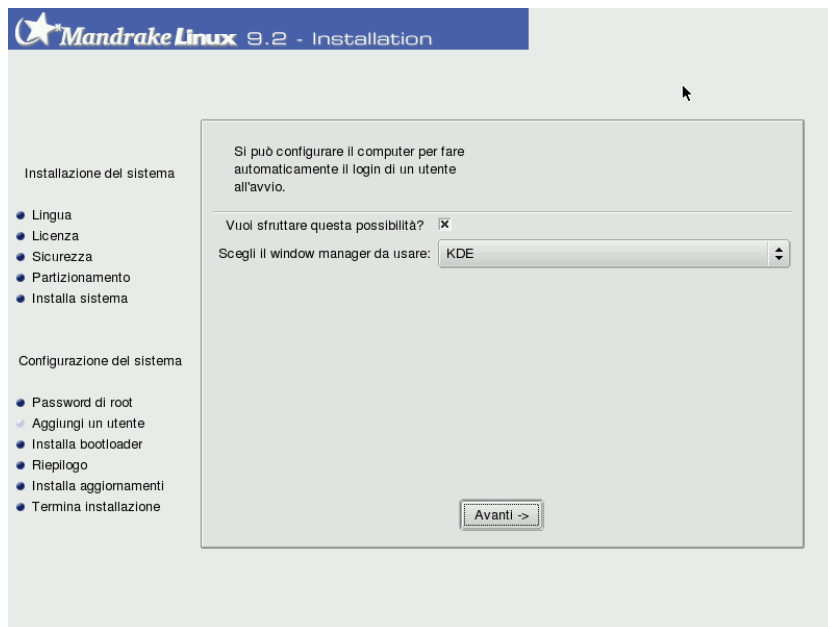 Mandrake Linux 9.2 - Installation
Si può configurare il computer per fare
automaticamente il login di un utente
all'avvio.
Vuoi sfruttare questa possibilità?
Scegli il window manager da usare: KDE
Avanti ->
Installazione del sistema
Lingua
Licenza
Sicurezza
Partizionamento
Installa sistema
Configurazione del sistema
Password di root
Aggiungi un utente
Installa bootloader
Riepilogo
Installa aggiornamenti
Termina installazione